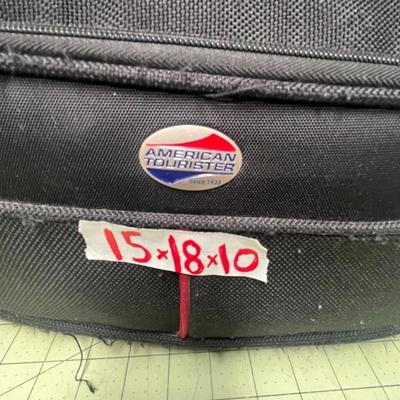 AMERICAN
TOURISTER
Since 1933
15x18x10